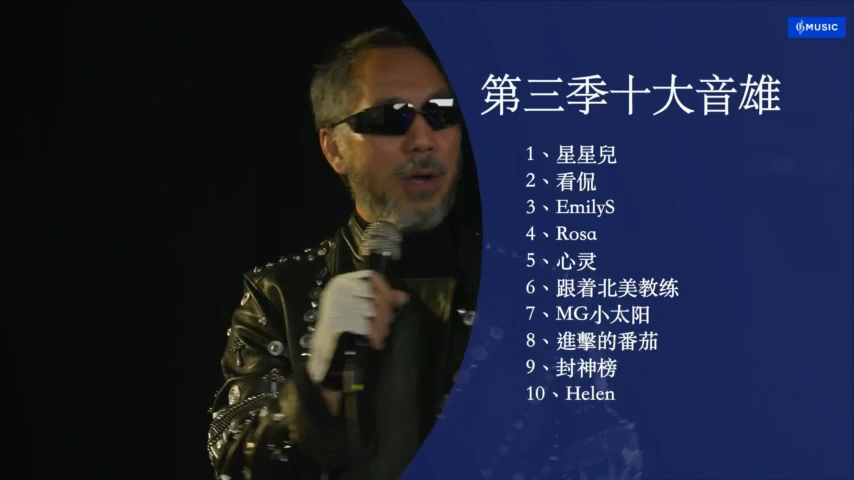 MUSIC
第三季十大音雄
1、星星兒
2、看侃
3、EmilyS
4、Rosa
5、心灵
6、跟着北美教练
7、MG小太阳
8、進擊的番茄
9、封神榜
10、Helen